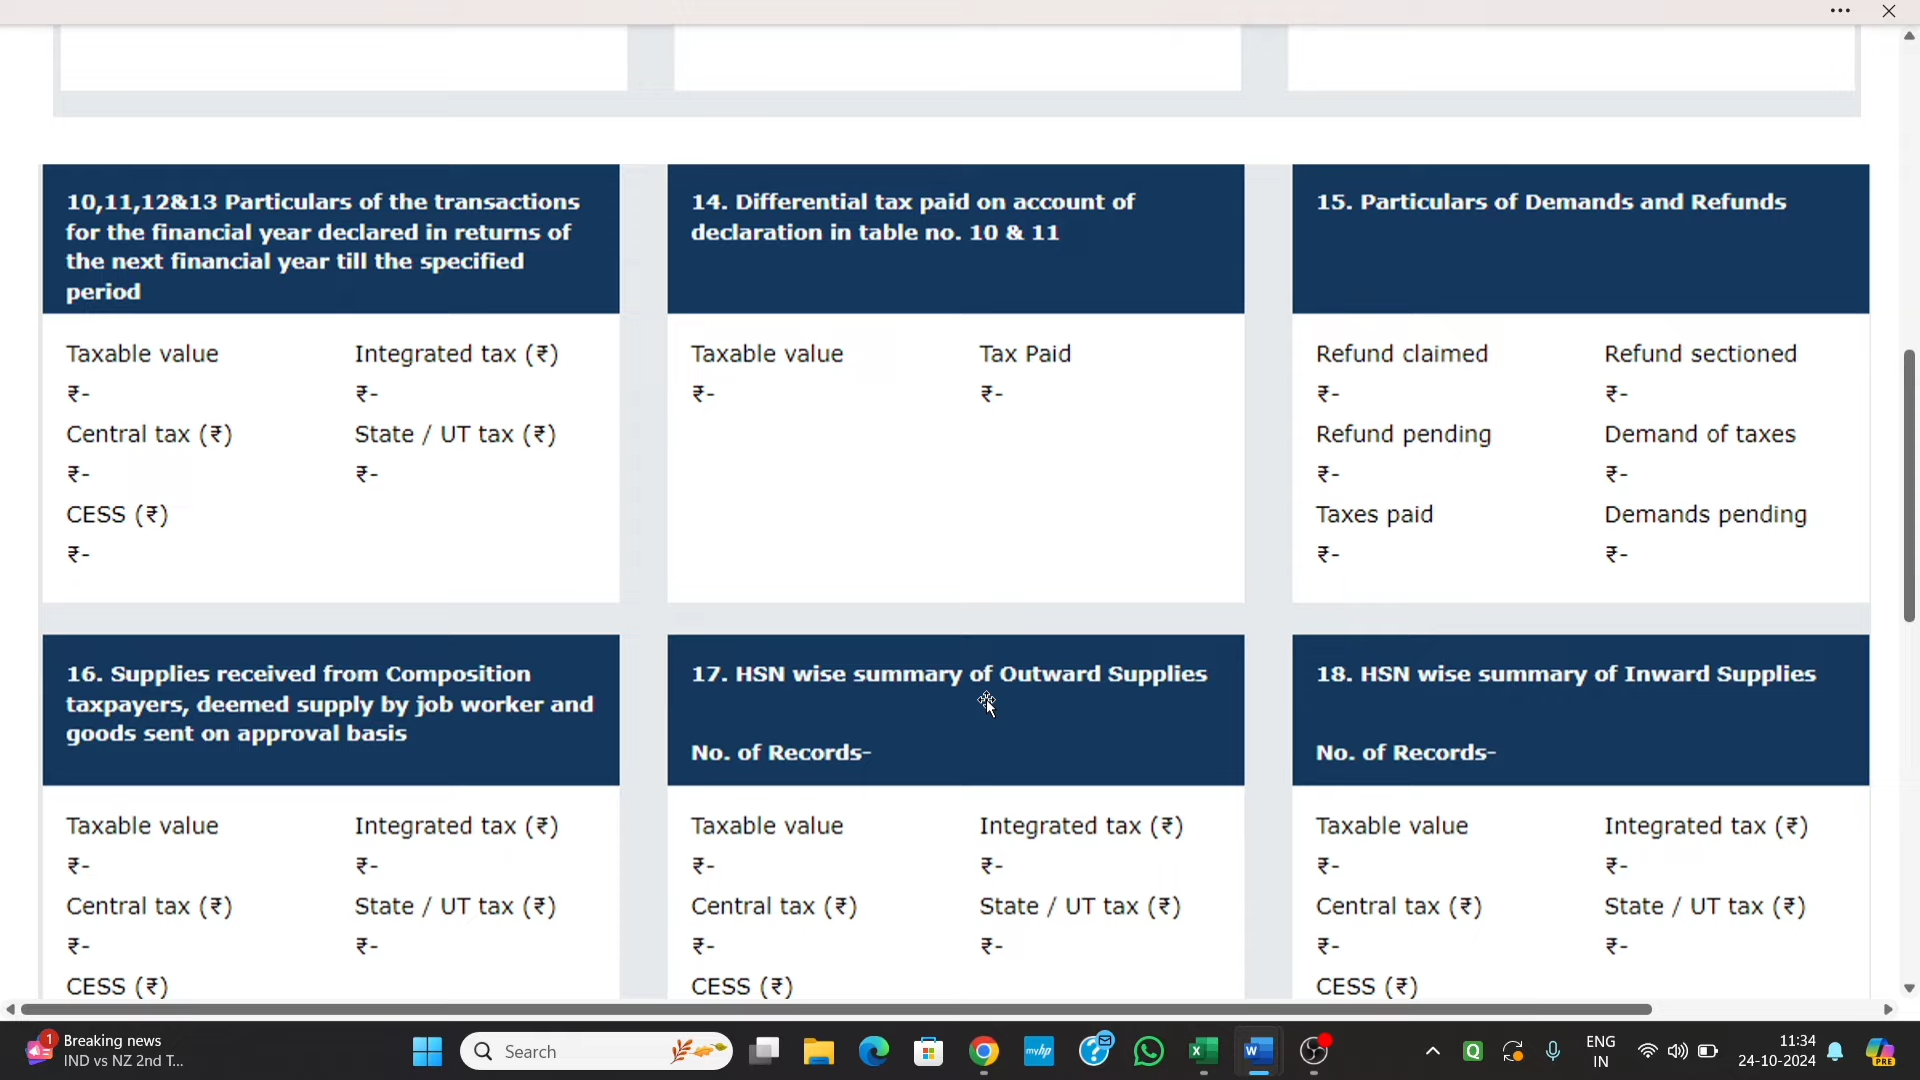 10,11,12&13 Particulars of the transactions
for the financial year declared in returns of
the next financial year till the specified
period
Taxable value Integrated tax (₹)
₹- ₹-
Central tax (₹) State / UT tax (₹)
₹- ₹-
CESS (₹)
₹-
14. Differential tax paid on account of
declaration in table no. 10 & 11
Taxable value Tax Paid
₹- ₹-
15. Particulars of Demands and Refunds
Refund claimed Refund sectioned
₹- ₹-
Refund pending Demand of taxes
₹- ₹-
Taxes paid Demands pending
₹- ₹-
16. Supplies received from Composition
taxpayers, deemed supply by job worker and
goods sent on approval basis
Taxable value Integrated tax (₹)
₹- ₹-
Central tax (₹) State / UT tax (₹)
₹- ₹-
CESS (₹)
17. HSN wise summary of Outward Supplies
No. of Records-
Taxable value Integrated tax (₹)
₹- ₹-
Central tax (₹) State / UT tax (₹)
₹- ₹-
CESS (₹)
18. HSN wise summary of Inward Supplies
No. of Records-
Taxable value Integrated tax (₹)
₹- ₹-
Central tax (₹) State / UT tax (₹)
₹- ₹-
CESS (₹)
1
Breaking news
IND vs NZ 2nd T...
Search
myhp
?
X
W
Q
ENG
IN
11:34
24-10-2024
PRE